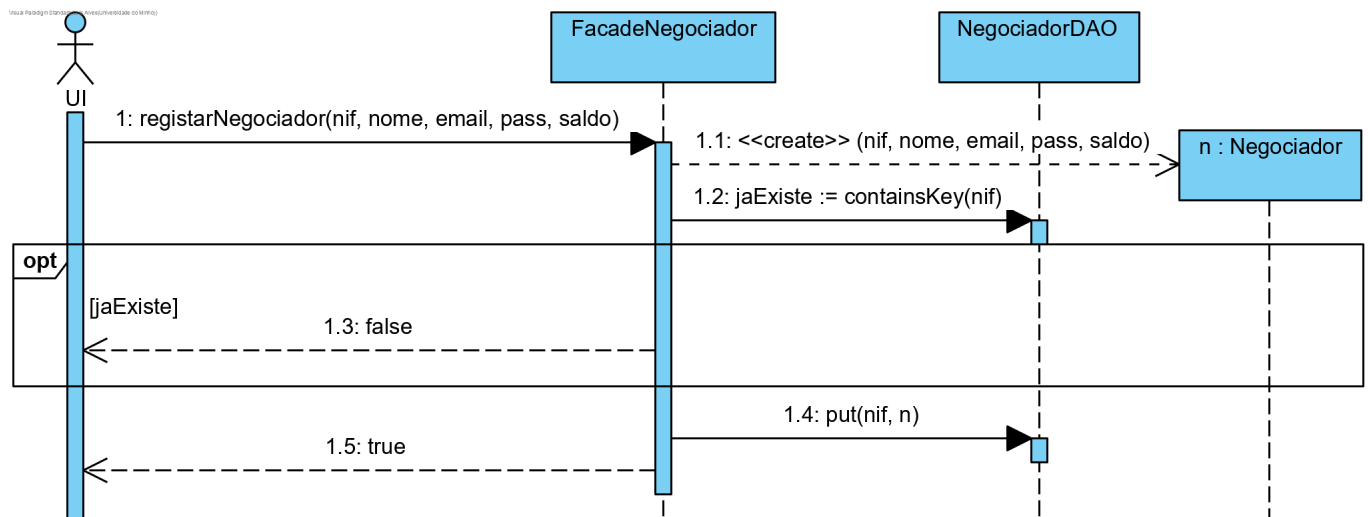 UI
FacadeNegociador
NegociadorDAO
1: registarNegociador(nif, nome, email, pass, saldo)
1.1: <<create>> (nif, nome, email, pass, saldo)
n : Negociador
1.2: jaExiste := containsKey(nif)
opt
[jaExiste]
1.3: false
1.4: put(nif, n)
1.5: true